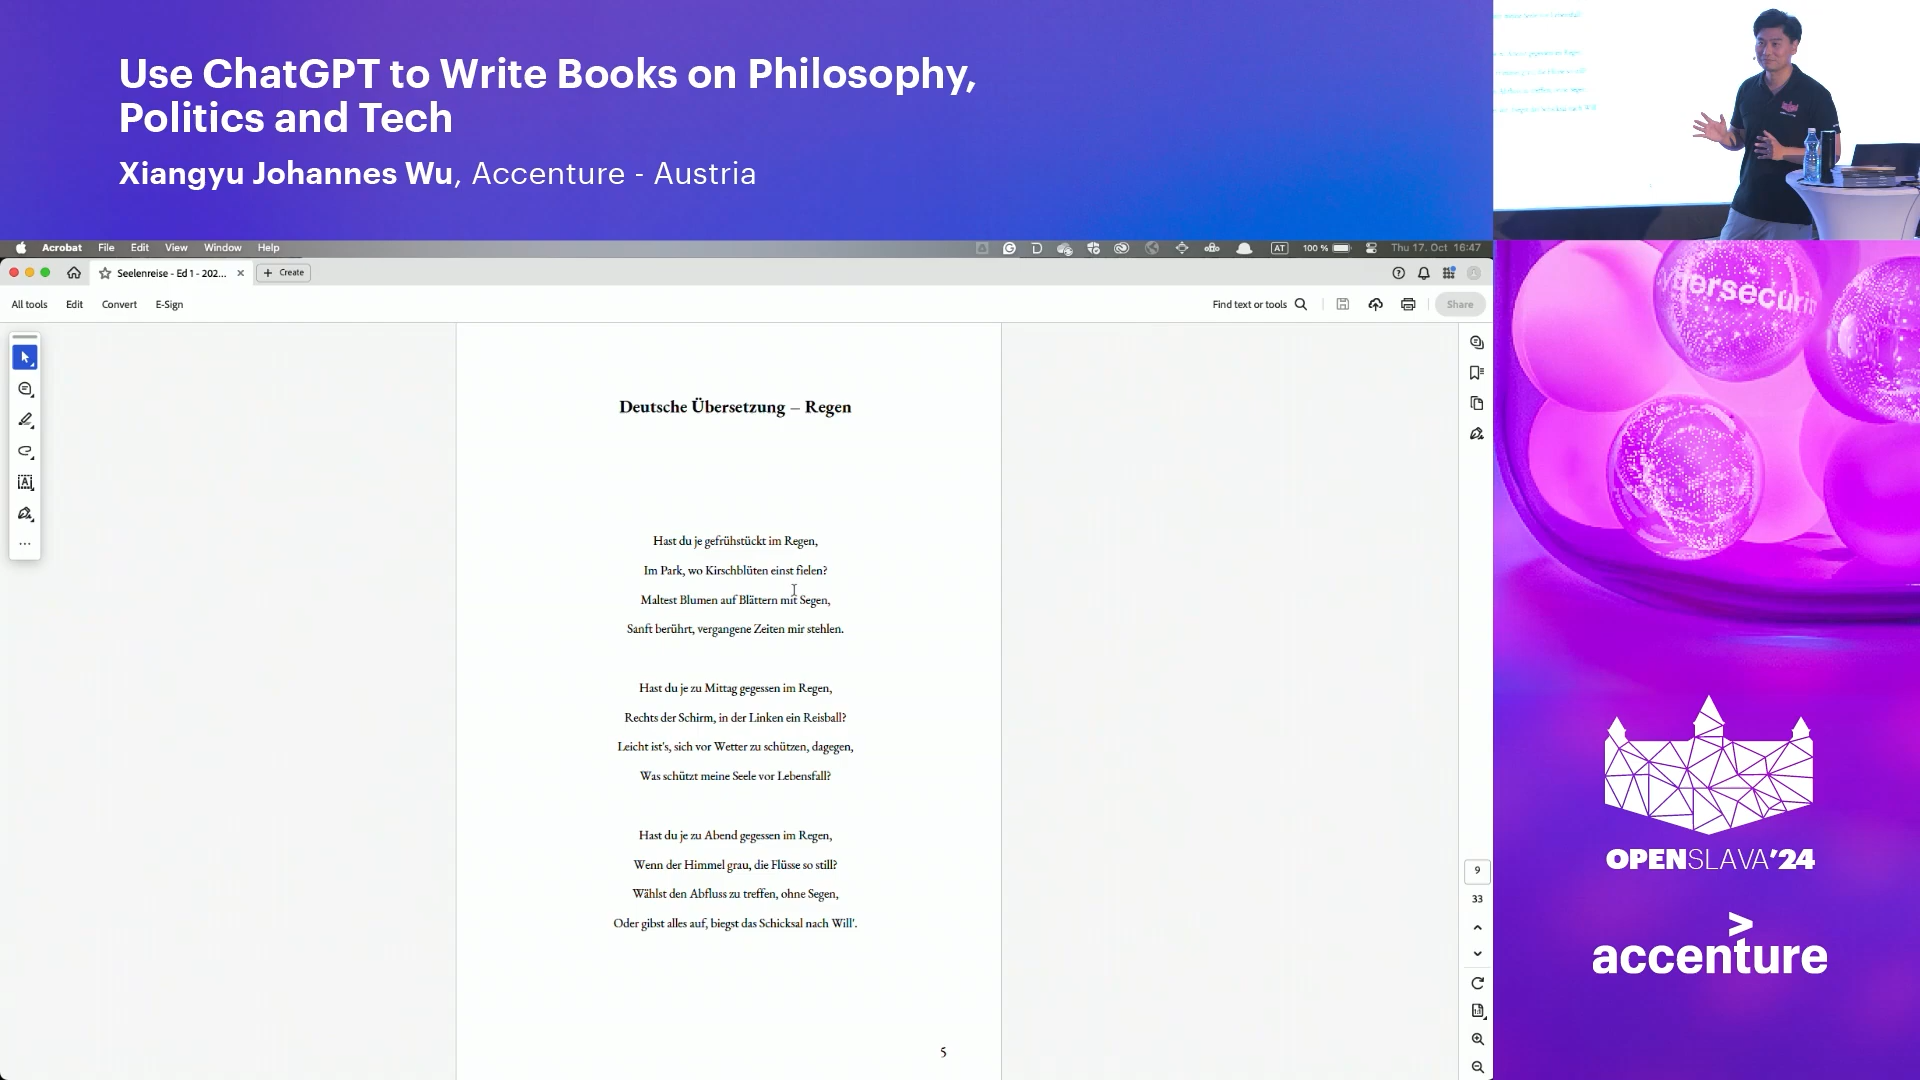 Use ChatGPT to Write Books on Philosophy,
Politics and Tech
Xiangyu Johannes Wu, Accenture - Austria
Acrobat File Edit View Window Help
AT 100 % Thu 17. Oct 16:47
Seelenreise - Ed 1 - 202... × + Create
All tools Edit Convert E-Sign
Find text or tools Share
Deutsche Übersetzung – Regen
Hast du je gefrühstückt im Regen,
Im Park, wo Kirschblüten einst fielen?
Maltest Blumen auf Blättern mit Segen,
Sanft berührt, vergangene Zeiten mir stehlen.
Hast du je zu Mittag gegessen im Regen,
Rechts der Schirm, in der Linken ein Reisball?
Leicht ist's, sich vor Wetter zu schützen, dagegen,
Was schützt meine Seele vor Lebensfall?
Hast du je zu Abend gegessen im Regen,
Wenn der Himmel grau, die Flüsse so still?
Wählst den Abfluss zu treffen, ohne Segen,
Oder gibst alles auf, biegst das Schicksal nach Will'.
5
9
33
ybersecurit
OPENSLAVA'24
>
accenture